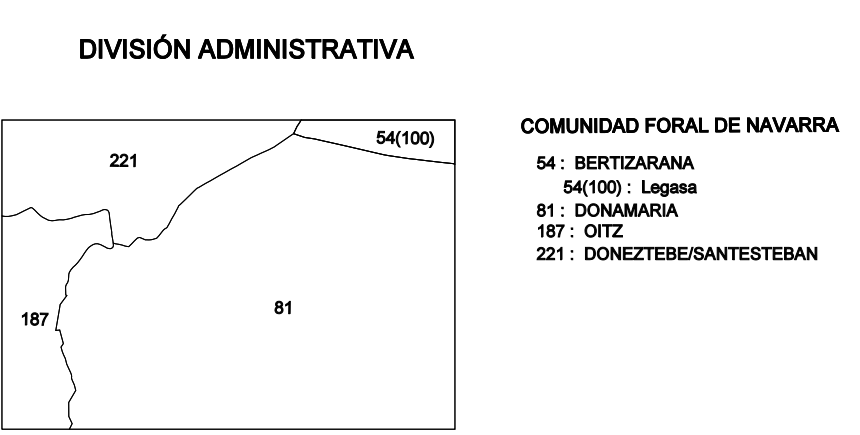 DIVISIÓN ADMINISTRATIVA
221
54(100)
187
81
COMUNIDAD FORAL DE NAVARRA
54 : BERTIZARANA
54(100) : Legasa
81 : DONAMARIA
187 : OITZ
221 : DONEZTEBE/SANTESTEBAN